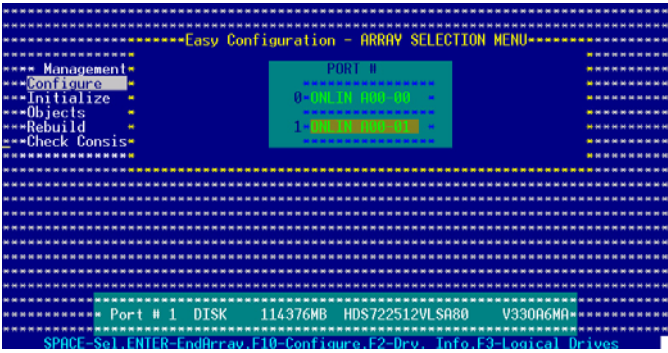 Easy Configuration - ARRAY SELECTION MENU
Management
Configure
Initialize
Objects
Rebuild
Check Consis
PORT #
0 ONLIN A00-00
1 ONLIN A00-01
Port # 1 DISK 114376MB HDS722512VLSA80 V33OA6MA
SPACE-Sel,ENTER-EndArray,F10-Configure,F2-Drv. Info,F3-Logical Drives